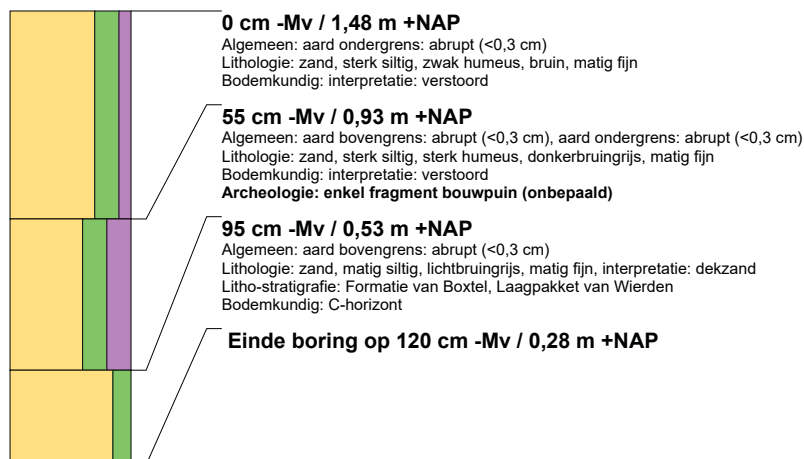 0 cm -Mv / 1,48 m +NAP
Algemeen: aard ondergrens: abrupt (<0,3 cm)
Lithologie: zand, sterk siltig, zwak humeus, bruin, matig fijn
Bodemkundig: interpretatie: verstoord
55 cm -Mv / 0,93 m +NAP
Algemeen: aard bovengrens: abrupt (<0,3 cm), aard ondergrens: abrupt (<0,3 cm)
Lithologie: zand, sterk siltig, sterk humeus, donkerbruingrijs, matig fijn
Bodemkundig: interpretatie: verstoord
Archeologie: enkel fragment bouwpuin (onbepaald)
95 cm -Mv / 0,53 m +NAP
Algemeen: aard bovengrens: abrupt (<0,3 cm)
Lithologie: zand, matig siltig, lichtbruingrijs, matig fijn, interpretatie: dekzand
Litho-stratigrafie: Formatie van Boxtel, Laagpakket van Wierden
Bodemkundig: C-horizont
Einde boring op 120 cm -Mv / 0,28 m +NAP